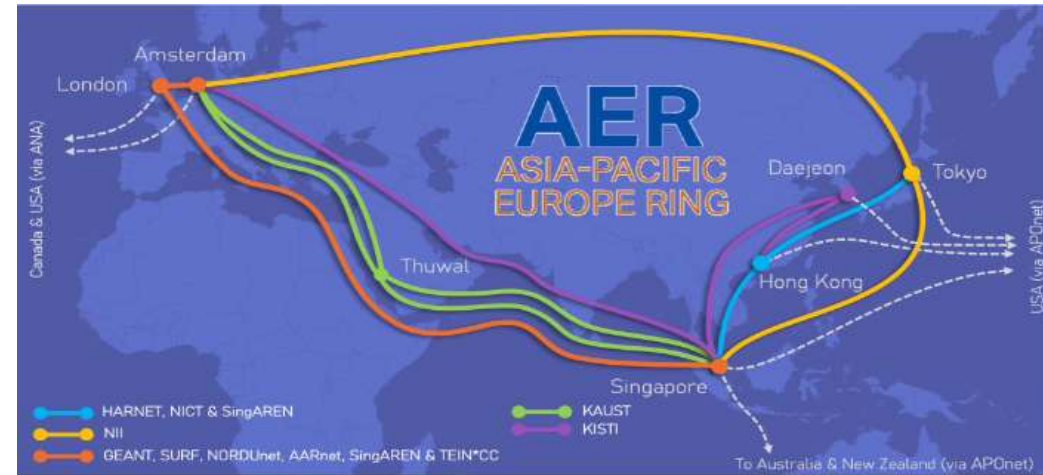 Amsterdam
London
AER
ASIA-PACIFIC
EUROPE RING
Daejeon
Tokyo
Canada & USA (via ANA)
Thuwal
Hong Kong
USA (via APOnet)
Singapore
HARNET, NICT & SingAREN
NII
GEANT, SURF, NORDUnet, AARnet, SingAREN & TEIN*CC
KAUST
KISTI
To Australia & New Zealand (via APOnet)